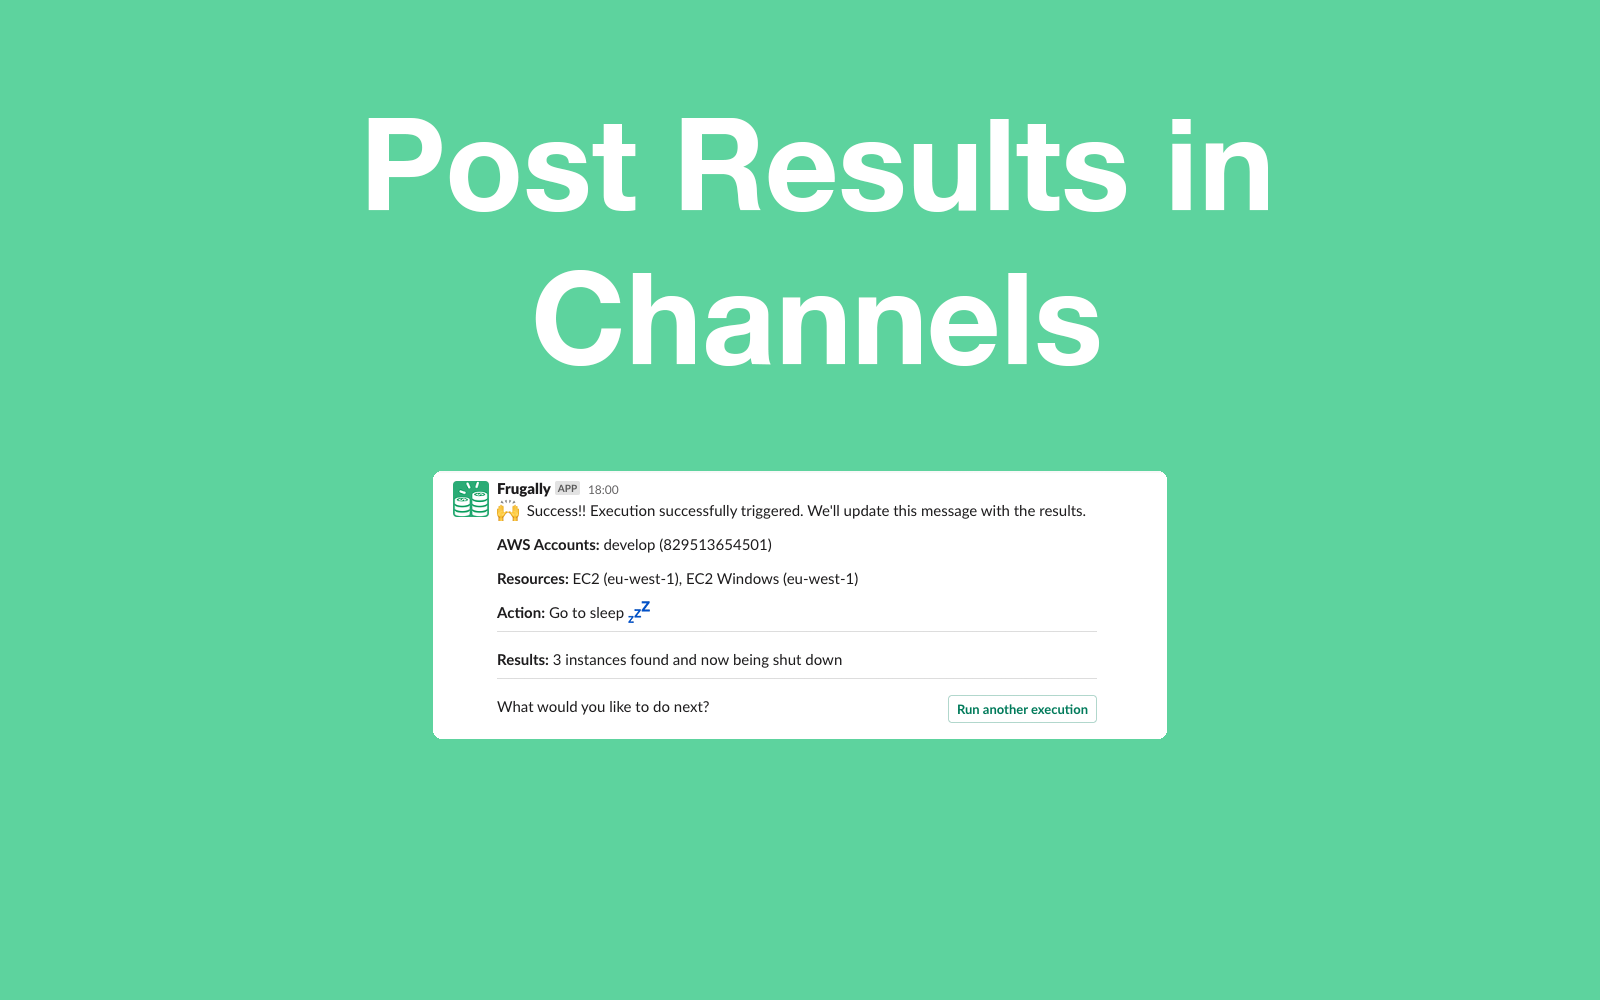 Post Results in
Channels
Frugally APP 18:00
🙌 Success!! Execution successfully triggered. We'll update this message with the results.
AWS Accounts: develop (829513654501)
Resources: EC2 (eu-west-1), EC2 Windows (eu-west-1)
Action: Go to sleep 💤
Results: 3 instances found and now being shut down
What would you like to do next?
Run another execution